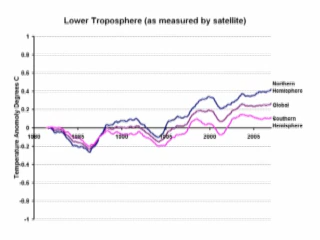 Lower Troposphere (as measured by satellite)
Temperature Anomaly Degrees C
1
0.8
0.6
0.4
0.2
0
-0.2
-0.4
-0.6
-0.8
-1
1980
1985
1990
1995
2000
2005
Northern
Hemisphere
Global
Southern
Hemisphere